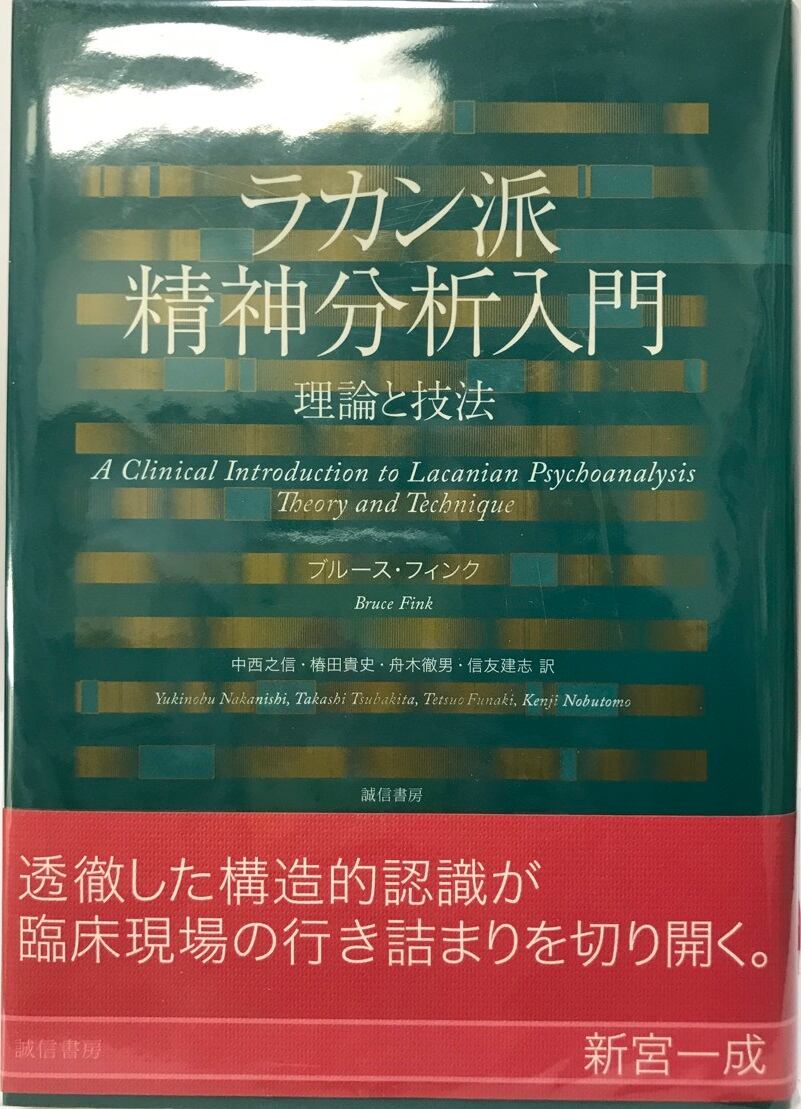 ラカン派
精神分析入門
理論と技法
A Clinical Introduction to Lacanian Psychoanalysis
Theory and Technique
ブルース・フィンク
Bruce Fink
中西之信・椿田貴史・舟木徹男・信友建志 訳
Yukinobu Nakanishi, Takashi Tsubakita, Tetsuo Funaki, Kenji Nobutomo
誠信書房
透徹した構造的認識が
臨床現場の行き詰まりを切り開く。
誠信書房
新宮一成